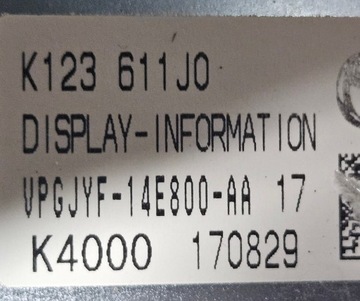 K123 611J0
DISPLAY-INFORMATION
VPGJYF-14E800-AA 17
K4000 170829